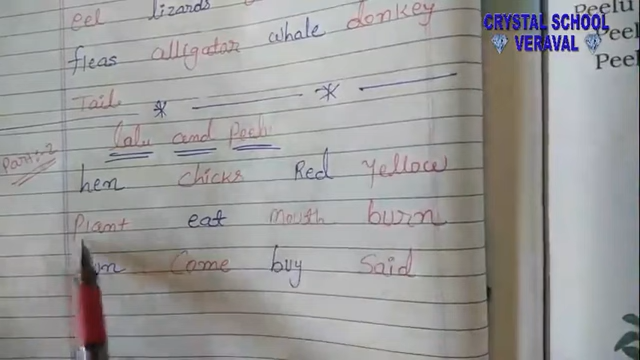 eel lizards donkey
fleas alligator whale
Tail
Part:-2
lalu and Peelu
hen chicks Red yellow
Plant eat Mouth burn
Came buy Said
CRYSTAL SCHOOL
VERAVAL
Peelu
Peel
Pee